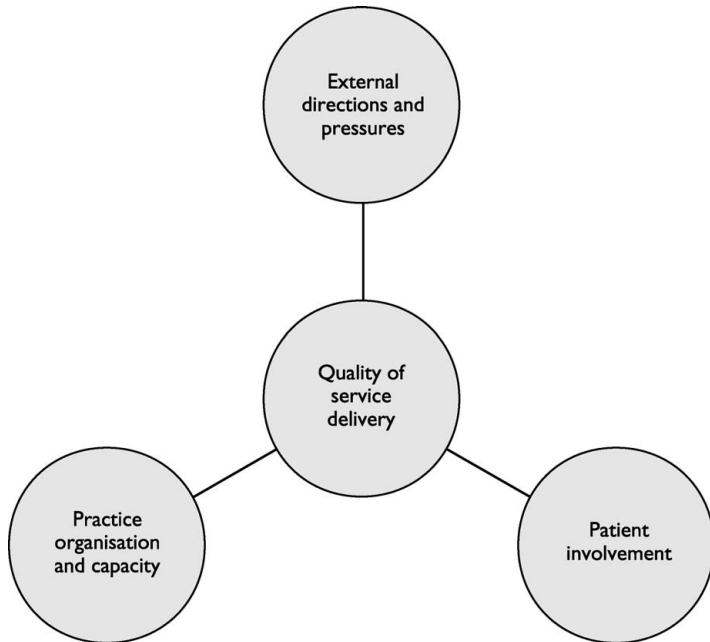 External
directions and
pressures
Quality of
service
delivery
Practice
organisation
and capacity
Patient
involvement